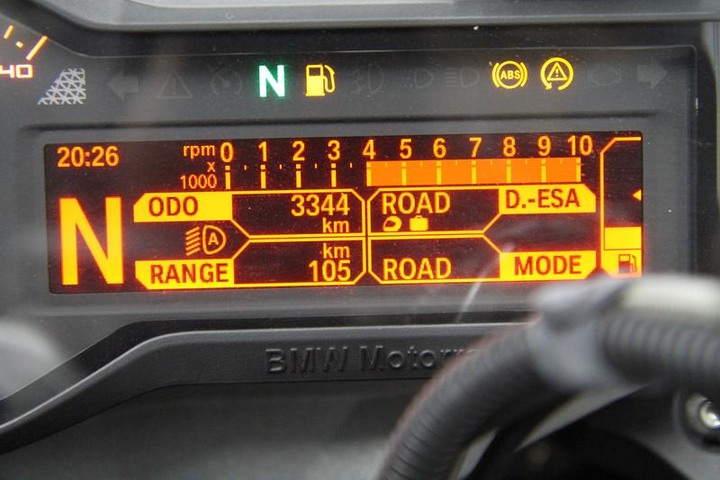 40
N
ABS
20:26
rpm 0 1 2 3 4 5 6 7 8 9 10
x
1000
N
ODO 3344
km
ROAD D.-ESA
A
RANGE 105
km
ROAD MODE
BMW Motorr